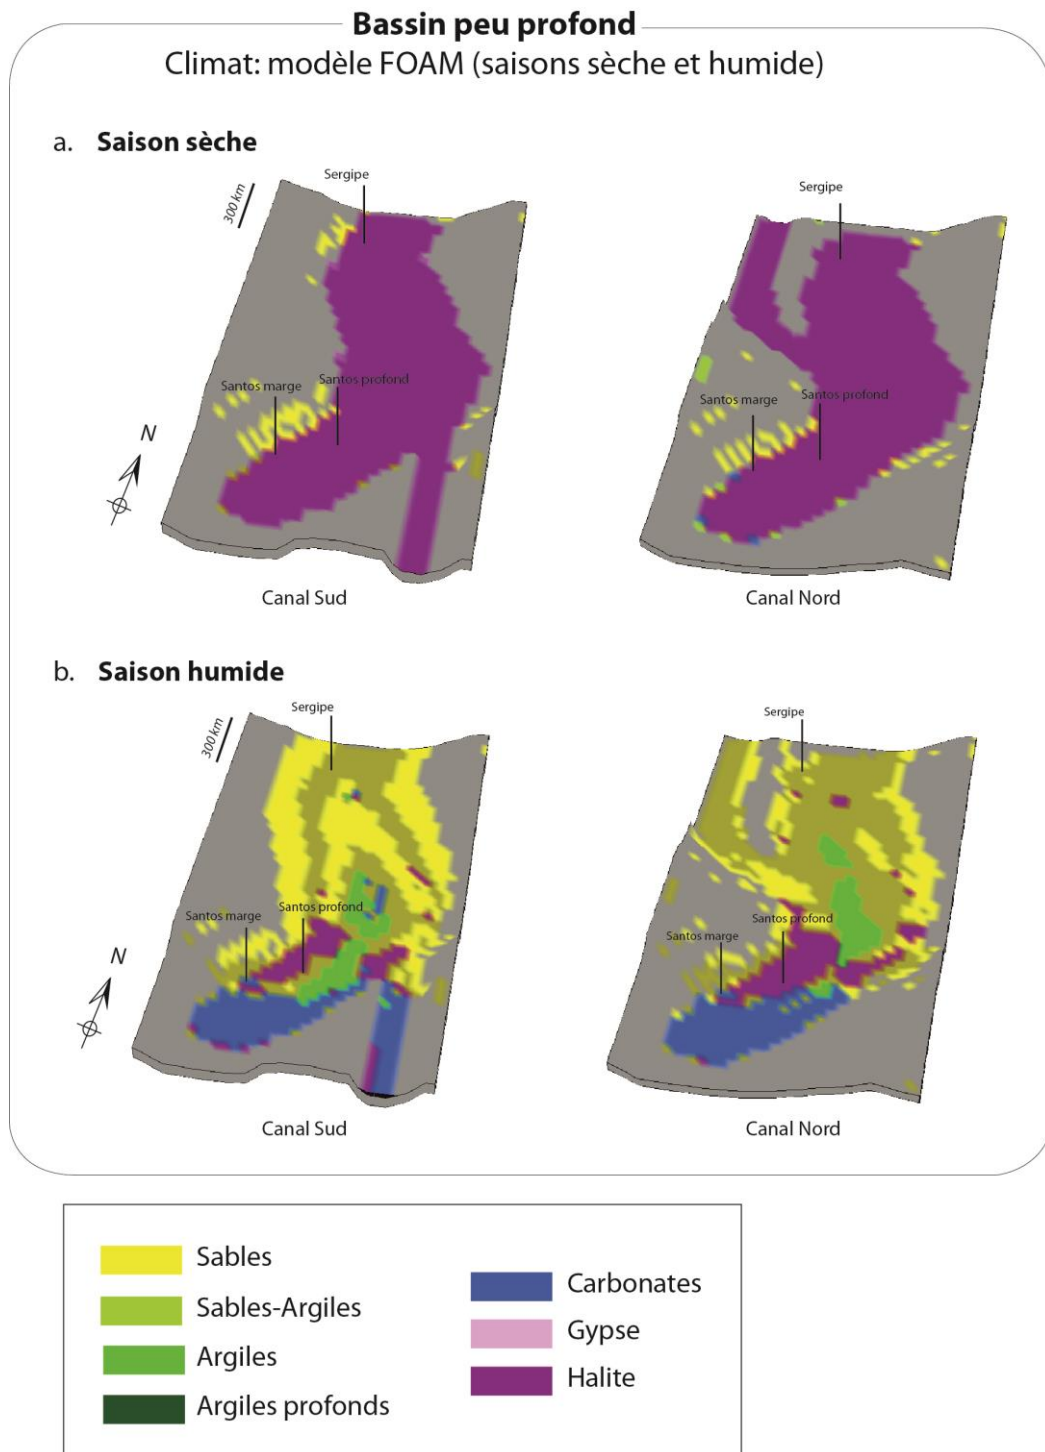 Bassin peu profond
Climat: modèle FOAM (saisons sèche et humide)
a. Saison sèche
300 km
Sergipe
Santos marge
Santos profond
N
Canal Sud
Sergipe
Santos marge
Santos profond
Canal Nord
b. Saison humide
300 km
Sergipe
Santos marge
Santos profond
N
Canal Sud
Sergipe
Santos marge
Santos profond
Canal Nord
Sables
Sables-Argiles
Argiles
Argiles profonds
Carbonates
Gypse
Halite